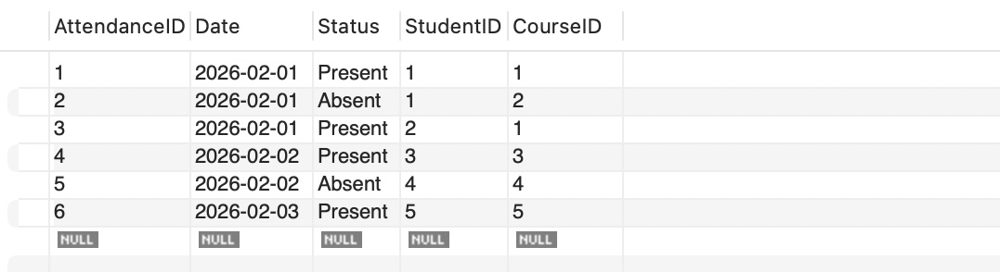 AttendanceID Date Status StudentID CourseID
1 2026-02-01 Present 1 1
2 2026-02-01 Absent 1 2
3 2026-02-01 Present 2 1
4 2026-02-02 Present 3 3
5 2026-02-02 Absent 4 4
6 2026-02-03 Present 5 5
NULL NULL NULL NULL NULL